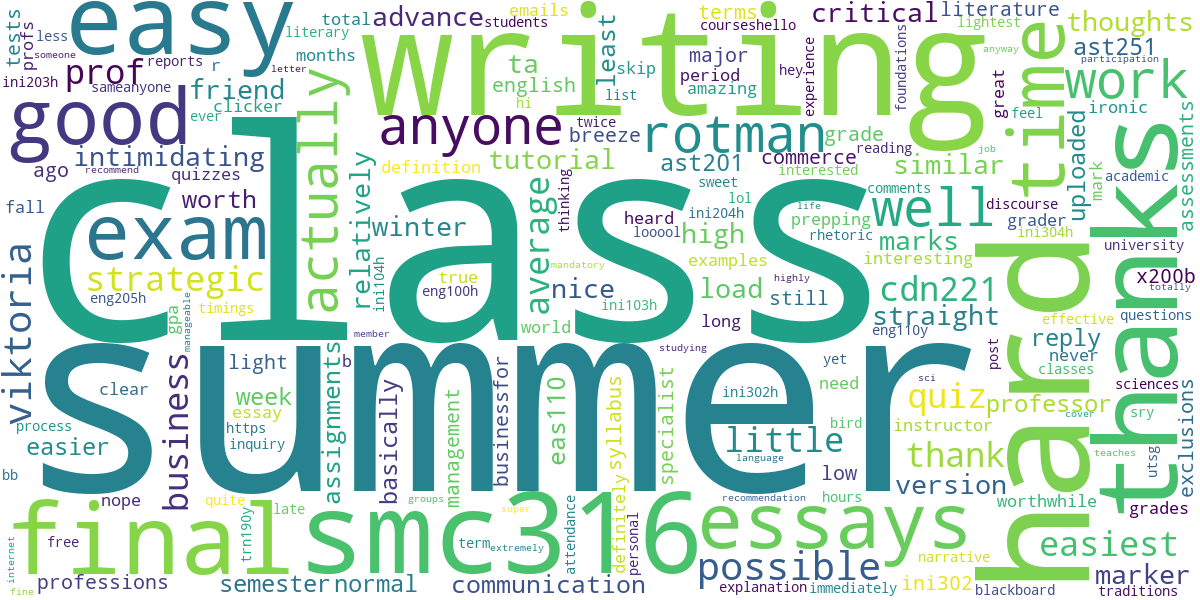 tests
profs
less
someone
easy
reports
r
ini203h
sameanyone
prof
letter
total
literary
months
advance
emails
students
writing
hi
english
ta
least
skip
list
terms
courseshello
major
period
amazing
hey
experience
critical
literature
lightest
anyway
foundations
thoughts
ast251
participation
ironic
great
feel
work
good
friend
clicker
ever
actually
anyone
twice
breeze
rotman
grade
reading
job
hard time
uploaded
classes
thanks
assessments
ago
recommend
intimidating
quizzes
definition
tutorial
ast201
commerce
interested
similar
academic
mark
fall
worth
class
relatively
winter
average
thinking
sweet
lol
heard
ini204h
looool
life
prepping
rhetoric
comments
well
discourse
grader
ini304h
marks
interesting
university
exam
high
examples
highly
mandatory
still
cdn221
x200b
totally
viktoria
strategic
eng205h
timings
gpa
manageable
ini104h
true
eng100h
nice
ini103h
load
long
world
straight
eng110y
effective
questions
member
studying
post
reply
never
sciences
clear
process
easier
bb
business
light
week
essay
https
inquiry
b
summer
assignments
basically
management
businessfor
eas110
syllabus
definitely
specialist
ini302h
yet
need
bird
sci
quiz
professor
instructor
cover
sry
teaches
utsg
exclusions
little
language
low
thank
version
recommendation
hours
worthwhile
grades
nope
quite
late
free
final
trn190y
groups
super
smc316
term
extremely
attendance
personal
essays
possible
easiest
internet
fine
professions
semester
normal
communication
explanation
immediately
narrative
ini302
blackboard
marker
traditions